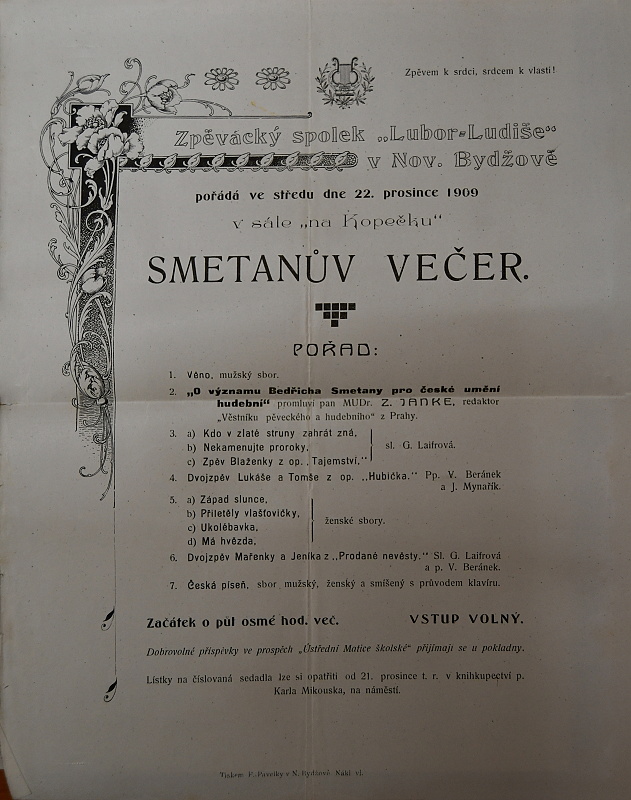 Zpěvem k srdci, srdcem k vlasti!
Zpěvácký spolek „Lubor-Ludiše“
v Nov. Bydžově
pořádá ve středu dne 22. prosince 1909
v sále „na Kopečku“
SMETANŮV VEČER.
POŘAD:
1. Věno, mužský sbor.
2. „O významu Bedřicha Smetany pro české umění
hudební“ promluví pan MUDr. Z. JANKE, redaktor
„Věstníku pěveckého a hudebního“ z Prahy.
3. a) Kdo v zlaté struny zahrát zná,
b) Nekamenujte proroky,
c) Zpěv Blaženky z op. „Tajemství,“
sl. G. Laifrová.
4. Dvojzpěv Lukáše a Tomše z op. „Hubička.“ Pp. V. Beránek
a J. Mynařík.
5. a) Západ slunce,
b) Přiletěly vlašťovičky,
c) Ukolébavka,
d) Má hvězda,
ženské sbory.
6. Dvojzpěv Mařenky a Jeníka z „Prodané nevěsty.“ Sl. G. Laifrová
a p. V. Beránek.
7. Česká píseň, sbor mužský, ženský a smíšený s průvodem klavíru.
Začátek o půl osmé hod. več. VSTUP VOLNÝ.
Dobrovolné příspěvky ve prospěch „Ústřední Matice školské“ přijímají se u pokladny.
Lístky na číslovaná sedadla lze si opatřiti od 21. prosince t. r. v knihkupectví p.
Karla Mikouska, na náměstí.
Tiskem F. Pavelky v N. Bydžově. Nákl. vl.